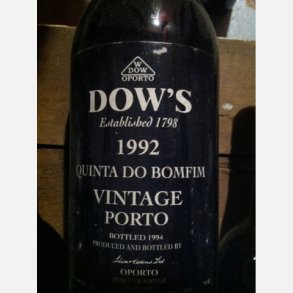 W
DOW
OPORTO
DOW'S
Established 1798
1992
QUINTA DO BOMFIM
VINTAGE
PORTO
BOTTLED 1994
PRODUCED AND BOTTLED BY
OPORTO